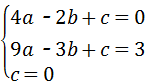 4a - 2b + c = 0
9a - 3b + c = 3
c = 0